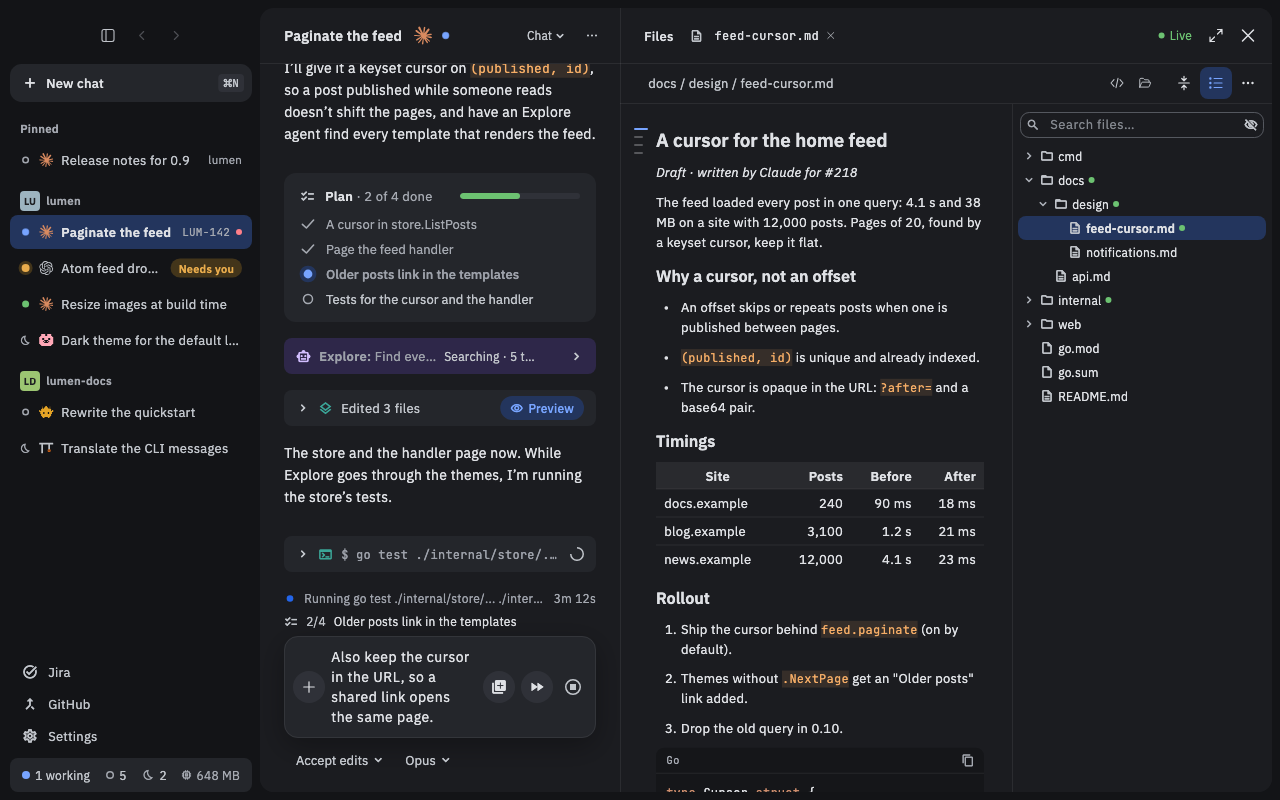 New chat
⌘N
Pinned
Release notes for 0.9 lumen
LU lumen
Paginate the feed LUM-142
Atom feed dro... Needs you
Resize images at build time
Dark theme for the default l...
LD lumen-docs
Rewrite the quickstart
Translate the CLI messages
Jira
GitHub
Settings
1 working 5 2 648 MB
Paginate the feed
Chat
I'll give it a keyset cursor on (published, id),
so a post published while someone reads
doesn't shift the pages, and have an Explore
agent find every template that renders the feed.
Plan · 2 of 4 done
A cursor in store.ListPosts
Page the feed handler
Older posts link in the templates
Tests for the cursor and the handler
Explore: Find eve... Searching · 5 t...
Edited 3 files Preview
The store and the handler page now. While
Explore goes through the themes, I'm running
the store's tests.
$ go test ./internal/store/...
Running go test ./internal/store/... ./inter... 3m 12s
2/4 Older posts link in the templates
Also keep the cursor
in the URL, so a
shared link opens
the same page.
Accept edits Opus
Files feed-cursor.md
Live
docs / design / feed-cursor.md
A cursor for the home feed
Draft · written by Claude for #218
The feed loaded every post in one query: 4.1 s and 38
MB on a site with 12,000 posts. Pages of 20, found by
a keyset cursor, keep it flat.
Why a cursor, not an offset
• An offset skips or repeats posts when one is
published between pages.
• (published, id) is unique and already indexed.
• The cursor is opaque in the URL: ?after= and a
base64 pair.
Timings
Site Posts Before After
docs.example 240 90 ms 18 ms
blog.example 3,100 1.2 s 21 ms
news.example 12,000 4.1 s 23 ms
Rollout
1. Ship the cursor behind feed.paginate (on by
default).
2. Themes without .NextPage get an "Older posts"
link added.
3. Drop the old query in 0.10.
Go
type Cursor struct {
Search files...
cmd
docs
design
feed-cursor.md
notifications.md
api.md
internal
web
go.mod
go.sum
README.md